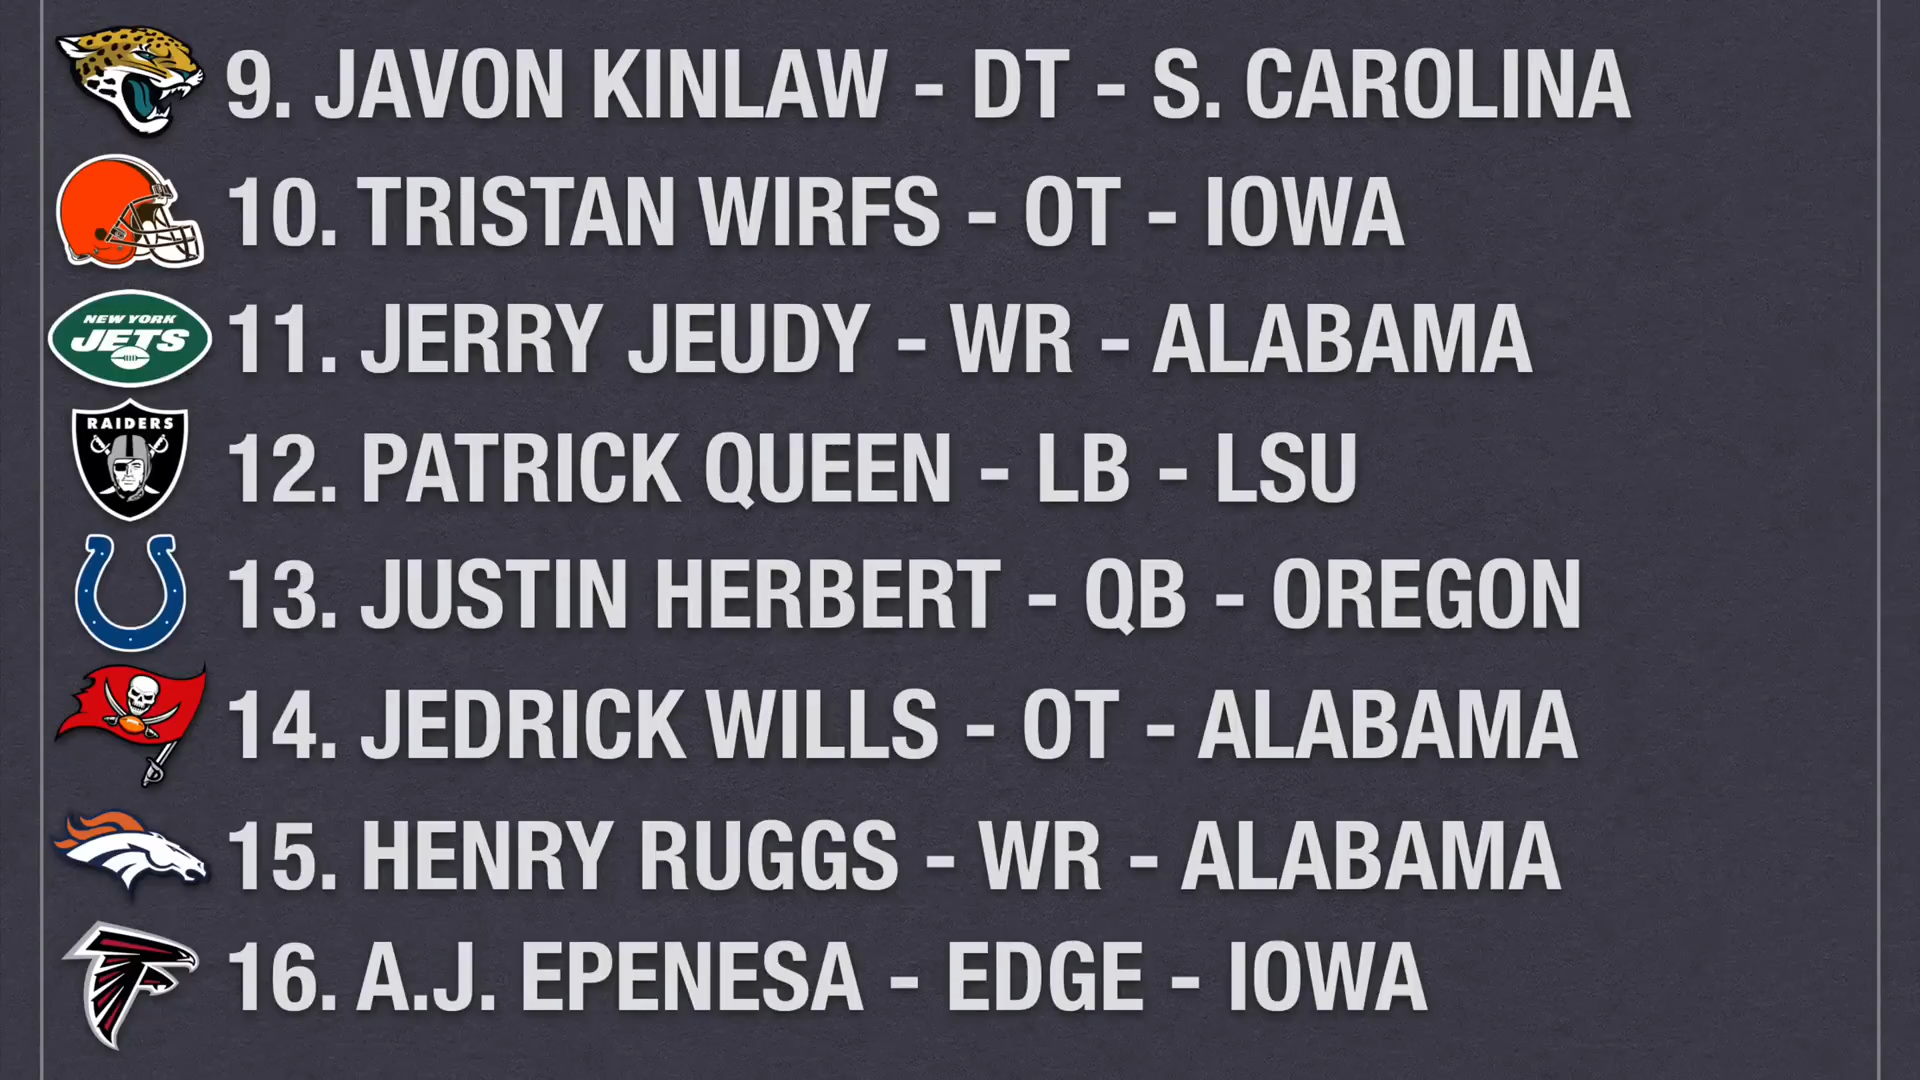 9. JAVON KINLAW - DT - S. CAROLINA
10. TRISTAN WIRFS - OT - IOWA
NEW YORK
JETS
11. JERRY JEUDY - WR - ALABAMA
RAIDERS
12. PATRICK QUEEN - LB - LSU
13. JUSTIN HERBERT - QB - OREGON
14. JEDRICK WILLS - OT - ALABAMA
15. HENRY RUGGS - WR - ALABAMA
16. A.J. EPENESA - EDGE - IOWA